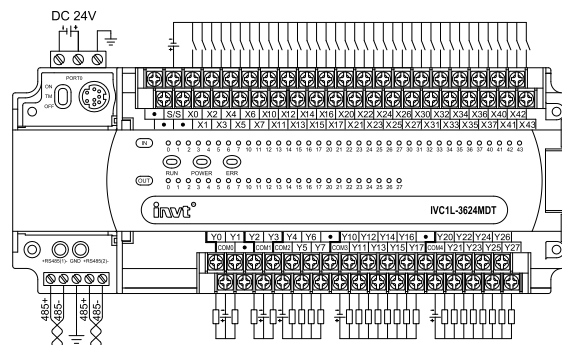 DC 24V
PORT0
ON
TM
OFF
• S/S X0 X2 X4 X6 X10 X12 X14 X16 X20 X22 X24 X26 X30 X32 X34 X36 X40 X42
• • X1 X3 X5 X7 X11 X13 X15 X17 X21 X23 X25 X27 X31 X33 X35 X37 X41 X43
IN
0 1 2 3 4 5 6 7 10 11 12 13 14 15 16 17 20 21 22 23 24 25 26 27 30 31 32 33 34 35 36 37 40 41 42 43
RUN POWER ERR
OUT
0 1 2 3 4 5 6 7 10 11 12 13 14 15 16 17 20 21 22 23 24 25 26 27
invt
IVC1L-3624MDT
Y0 Y1 Y2 Y3 Y4 Y6 • Y10 Y12 Y14 Y16 • Y20 Y22 Y24 Y26
COM0 • COM1 COM2 Y5 Y7 COM3 Y11 Y13 Y15 Y17 COM4 Y21 Y23 Y25 Y27
+RS485(1)- GND +RS485(2)-
485+ 485- 485+ 485-